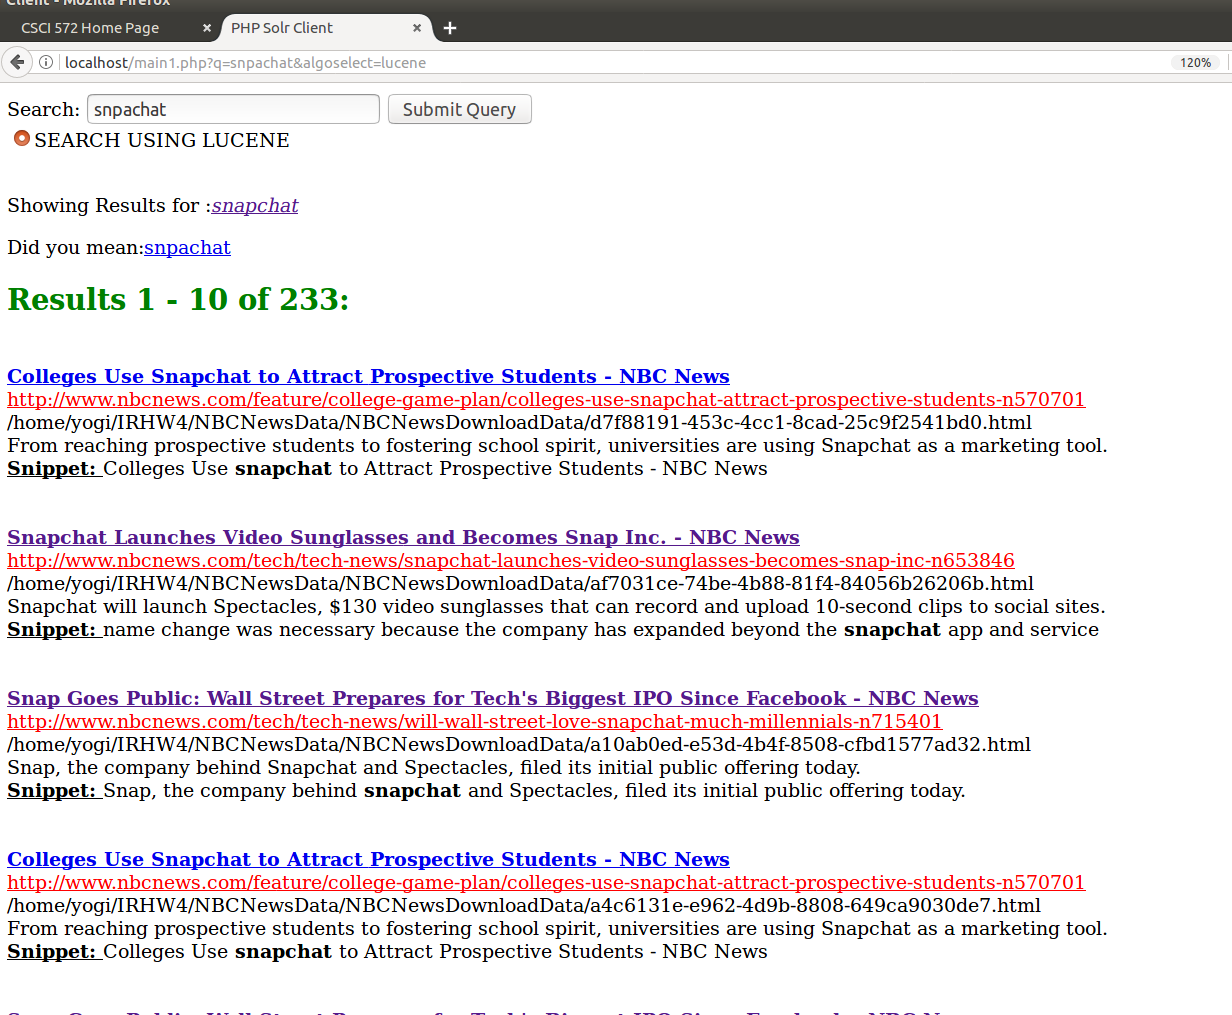 Client - Mozilla Firefox
CSCI 572 Home Page × PHP Solr Client × +
localhost/main1.php?q=snpachat&algoselect=lucene 120%
Search: snpachat Submit Query
SEARCH USING LUCENE
Showing Results for :snapchat
Did you mean:snpachat
Results 1 - 10 of 233:
Colleges Use Snapchat to Attract Prospective Students - NBC News
http://www.nbcnews.com/feature/college-game-plan/colleges-use-snapchat-attract-prospective-students-n570701
/home/yogi/IRHW4/NBCNewsData/NBCNewsDownloadData/d7f88191-453c-4cc1-8cad-25c9f2541bd0.html
From reaching prospective students to fostering school spirit, universities are using Snapchat as a marketing tool.
Snippet: Colleges Use snapchat to Attract Prospective Students - NBC News
Snapchat Launches Video Sunglasses and Becomes Snap Inc. - NBC News
http://www.nbcnews.com/tech/tech-news/snapchat-launches-video-sunglasses-becomes-snap-inc-n653846
/home/yogi/IRHW4/NBCNewsData/NBCNewsDownloadData/af7031ce-74be-4b88-81f4-84056b26206b.html
Snapchat will launch Spectacles, $130 video sunglasses that can record and upload 10-second clips to social sites.
Snippet: name change was necessary because the company has expanded beyond the snapchat app and service
Snap Goes Public: Wall Street Prepares for Tech's Biggest IPO Since Facebook - NBC News
http://www.nbcnews.com/tech/tech-news/will-wall-street-love-snapchat-much-millennials-n715401
/home/yogi/IRHW4/NBCNewsData/NBCNewsDownloadData/a10ab0ed-e53d-4b4f-8508-cfbd1577ad32.html
Snap, the company behind Snapchat and Spectacles, filed its initial public offering today.
Snippet: Snap, the company behind snapchat and Spectacles, filed its initial public offering today.
Colleges Use Snapchat to Attract Prospective Students - NBC News
http://www.nbcnews.com/feature/college-game-plan/colleges-use-snapchat-attract-prospective-students-n570701
/home/yogi/IRHW4/NBCNewsData/NBCNewsDownloadData/a4c6131e-e962-4d9b-8808-649ca9030de7.html
From reaching prospective students to fostering school spirit, universities are using Snapchat as a marketing tool.
Snippet: Colleges Use snapchat to Attract Prospective Students - NBC News